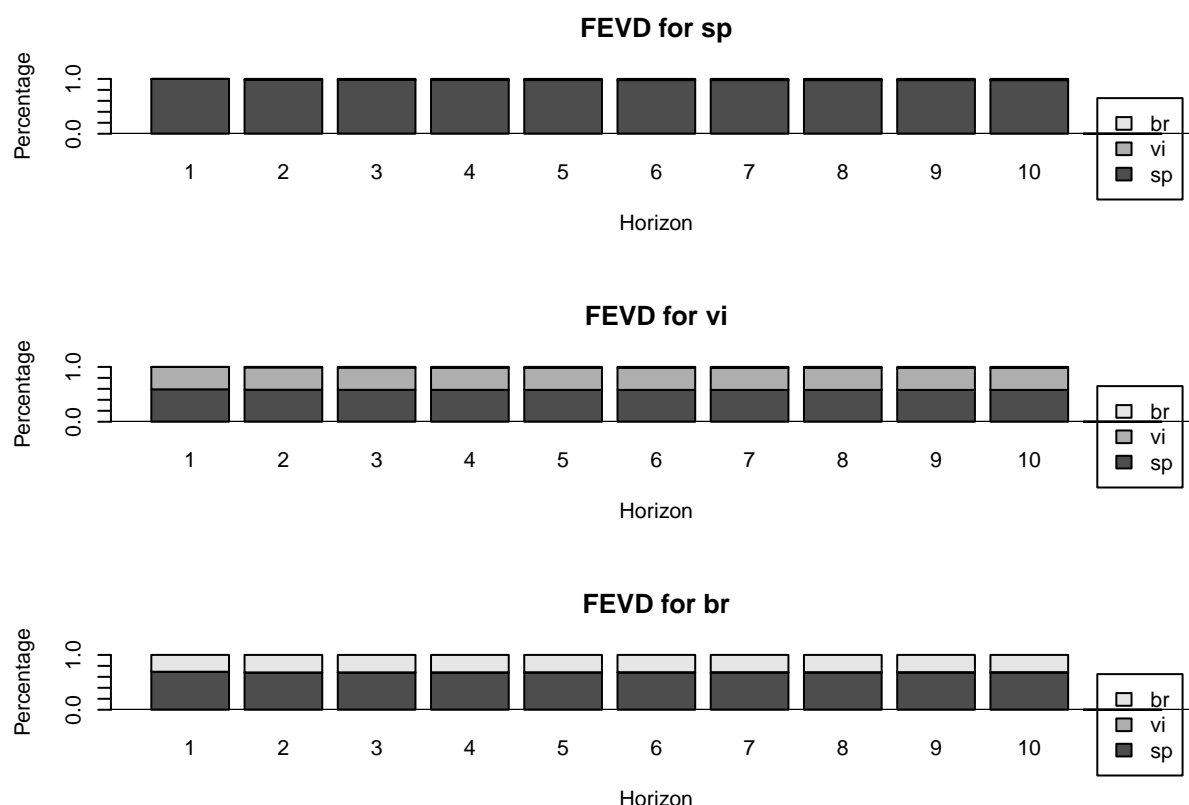 FEVD for sp
Percentage
1.0
0.0
1 2 3 4 5 6 7 8 9 10
Horizon
br
vi
sp
FEVD for vi
Percentage
1.0
0.0
1 2 3 4 5 6 7 8 9 10
Horizon
br
vi
sp
FEVD for br
Percentage
1.0
0.0
1 2 3 4 5 6 7 8 9 10
Horizon
br
vi
sp